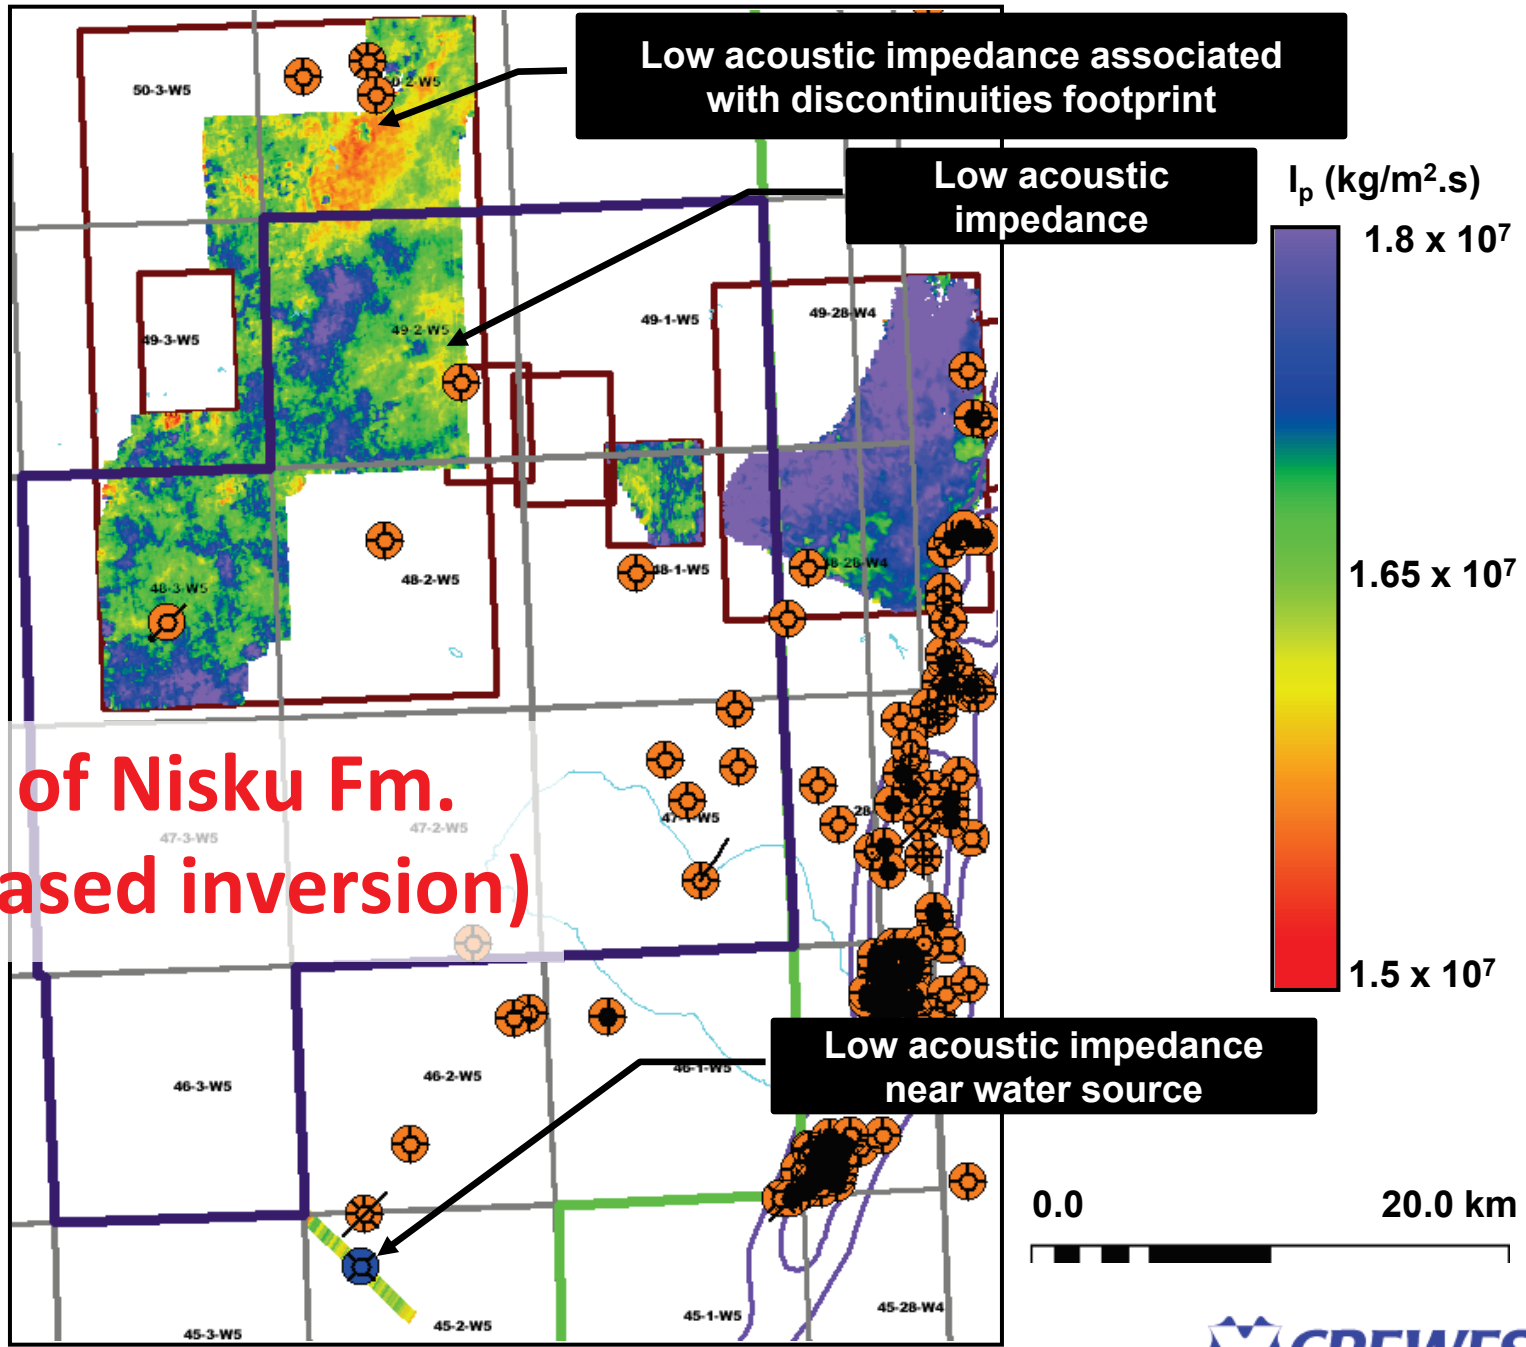 Low acoustic impedance associated
with discontinuities footprint
50-3-W5
Low acoustic
impedance
I_p (kg/m².s)
1.8 x 10⁷
49-3-W5
49-2-W5
49-1-W5
49-28-W4
48-3-W5
48-2-W5
48-1-W5
48-28-W4
1.65 x 10⁷
of Nisku Fm.
ased inversion)
47-3-W5
47-2-W5
47-1-W5
28
1.5 x 10⁷
Low acoustic impedance
near water source
46-3-W5
46-2-W5
46-1-W5
0.0
20.0 km
45-3-W5
45-2-W5
45-1-W5
45-28-W4
CREWES